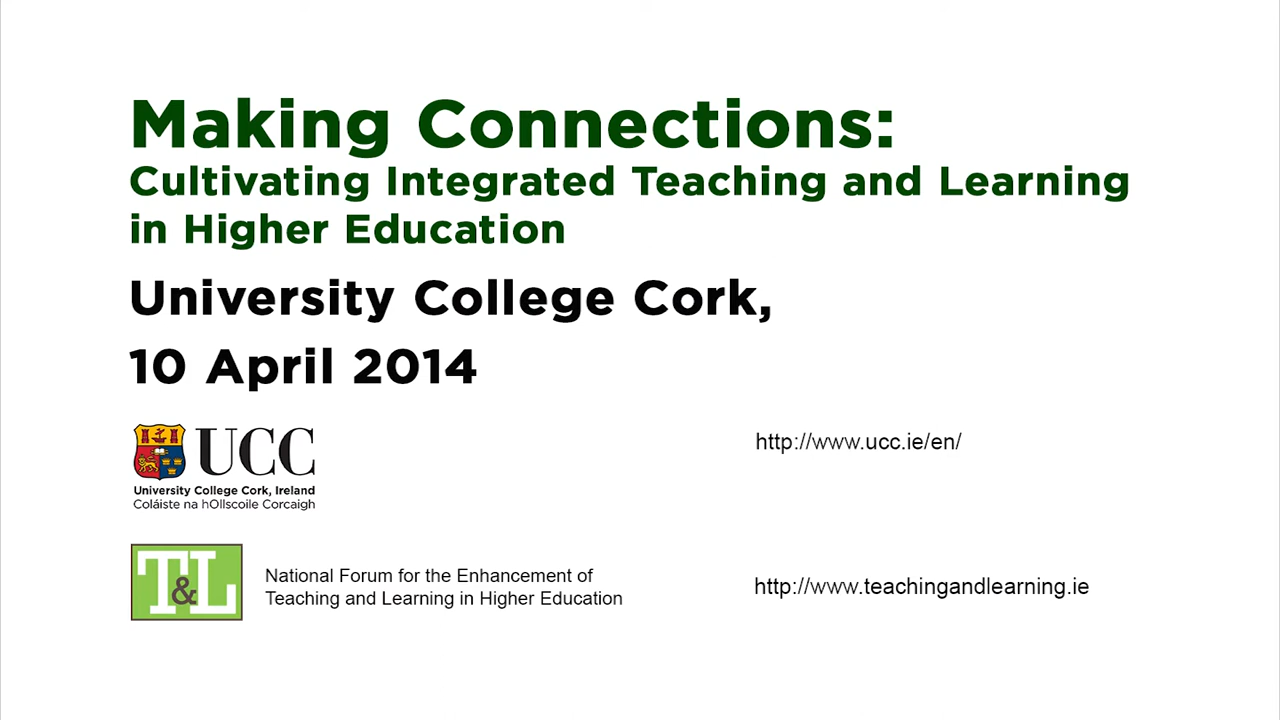 Making Connections:
Cultivating Integrated Teaching and Learning
in Higher Education
University College Cork,
10 April 2014
UCC
University College Cork, Ireland
Coláiste na hOllscoile Corcaigh
http://www.ucc.ie/en/
T&L
National Forum for the Enhancement of
Teaching and Learning in Higher Education
http://www.teachingandlearning.ie